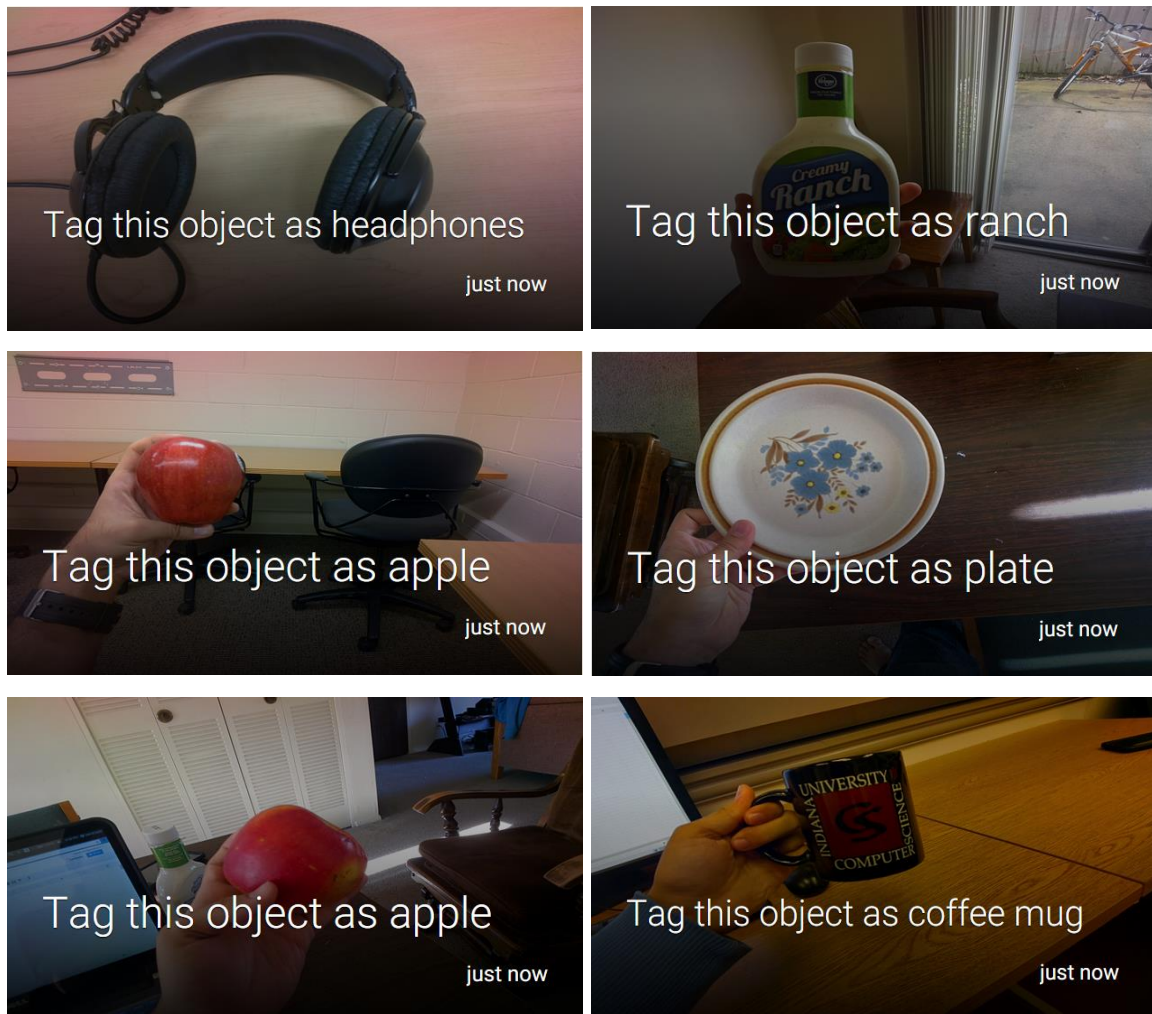 Tag this object as headphones
just now
Creamy
Ranch
Tag this object as ranch
just now
Tag this object as apple
just now
Tag this object as plate
just now
Tag this object as apple
just now
INDIANA
UNIVERSITY
COMPUTER
SCIENCE
Tag this object as coffee mug
just now